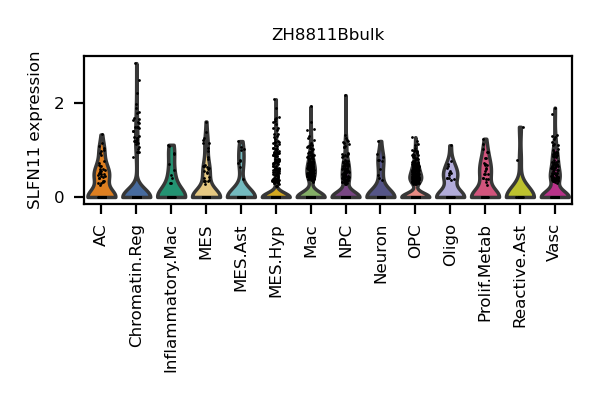 ZH8811Bbulk
SLFN11 expression
2
0
AC
Chromatin.Reg
Inflammatory.Mac
MES
MES.Ast
MES.Hyp
Mac
NPC
Neuron
OPC
Oligo
Prolif.Metab
Reactive.Ast
Vasc